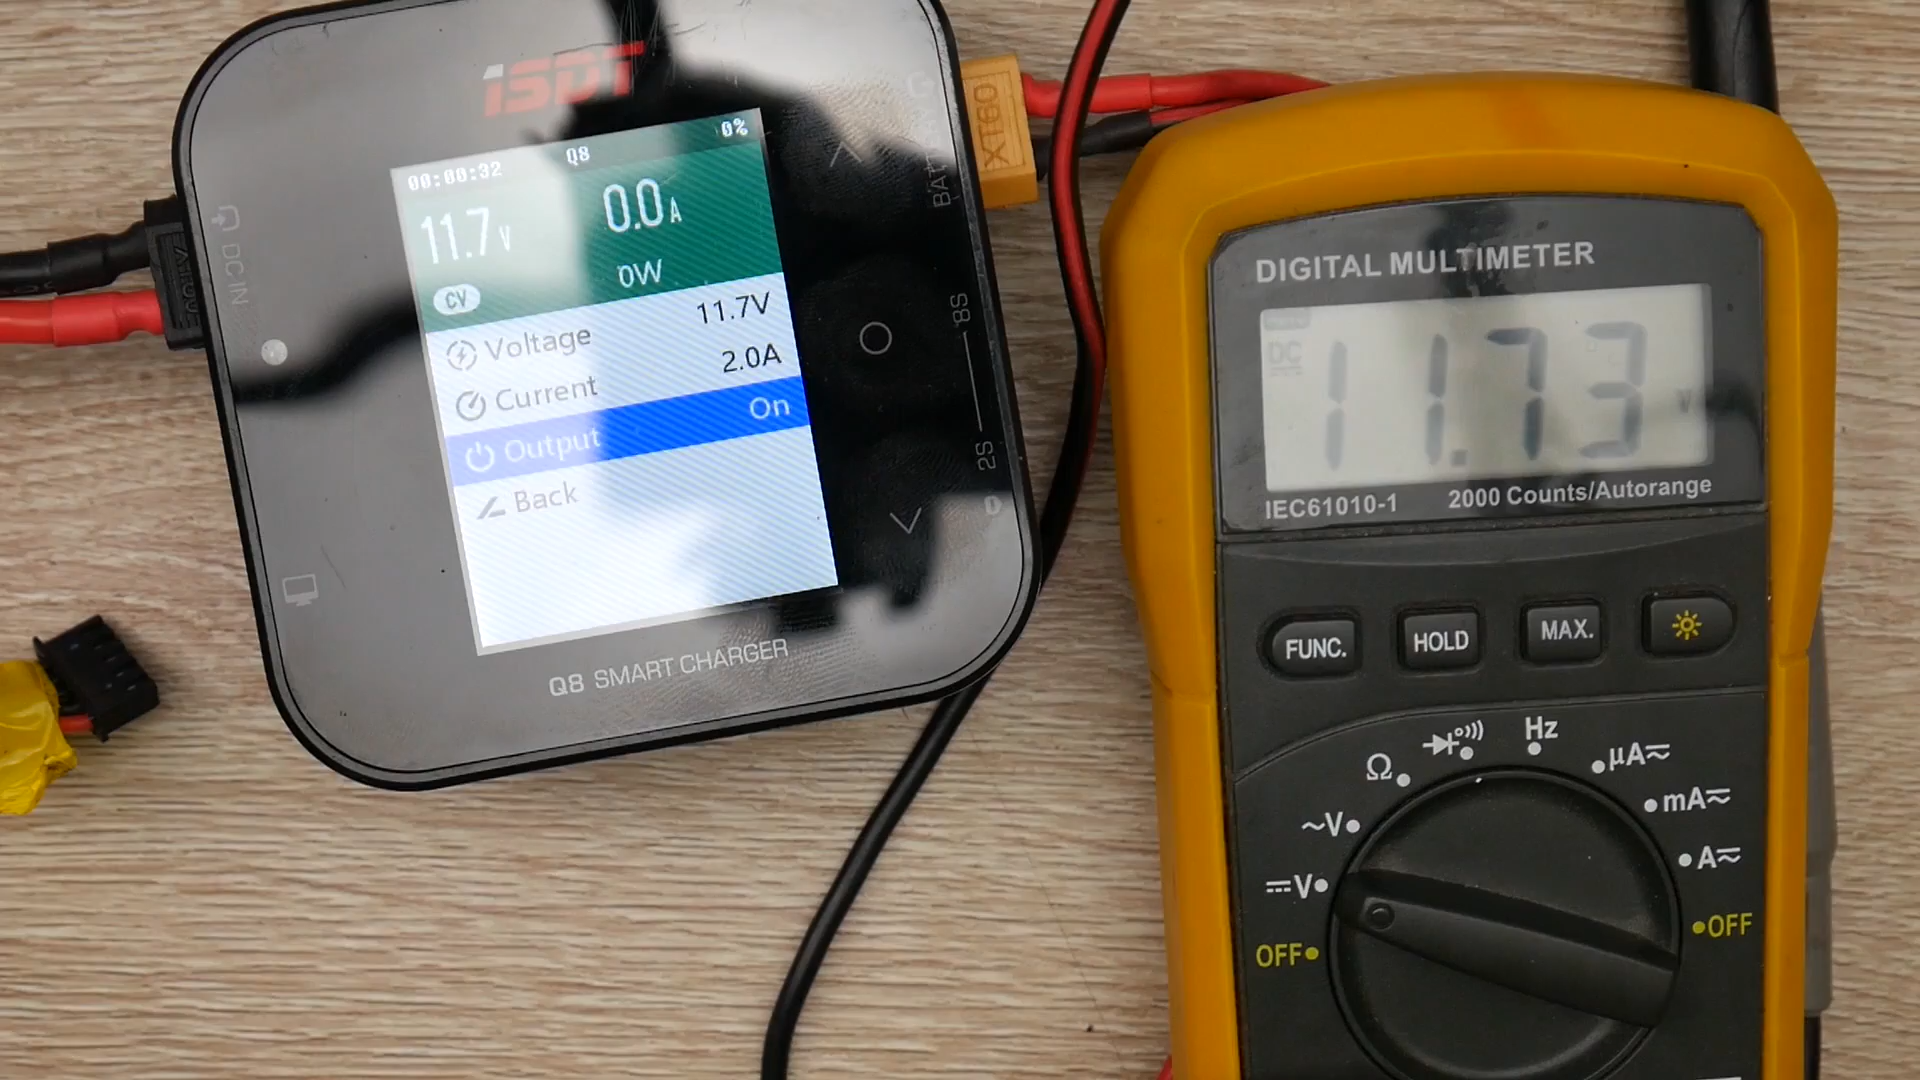 iSDT
00:00:32 Q8 0%
11.7V 0.0A
CV 0W
Voltage 11.7V
Current 2.0A
Output On
Back
DC IN
8S
2S
XT60
Q8 SMART CHARGER
DIGITAL MULTIMETER
DC
11.73 V
IEC61010-1 2000 Counts/Autorange
FUNC. HOLD MAX.
Ω Hz µA≂
~V mA≂
⎓V A≂
OFF OFF